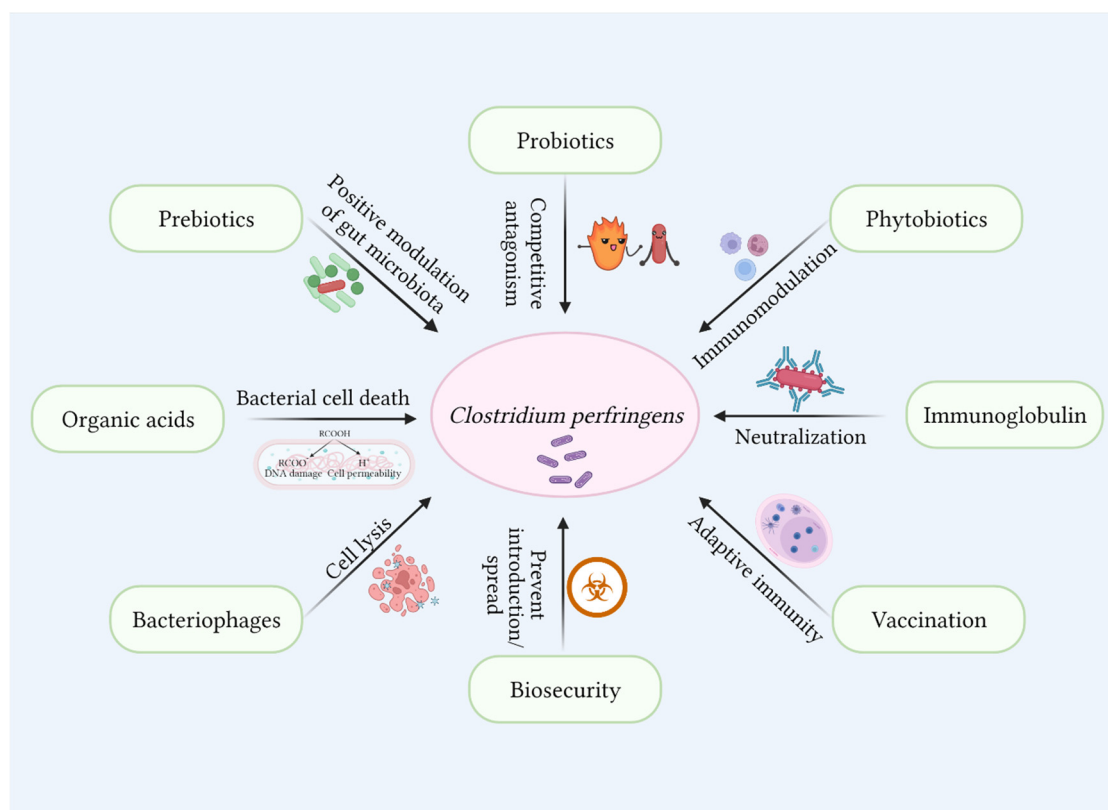 Probiotics
Prebiotics
Positive modulation
of gut microbiota
Competitive
antagonism
Phytobiotics
Immunomodulation
Organic acids
Bacterial cell death
RCOOH
RCOO H⁺
DNA damage Cell permeability
Clostridium perfringens
Immunoglobulin
Neutralization
Bacteriophages
Cell lysis
Prevent
introduction/
spread
Biosecurity
Adaptive immunity
Vaccination